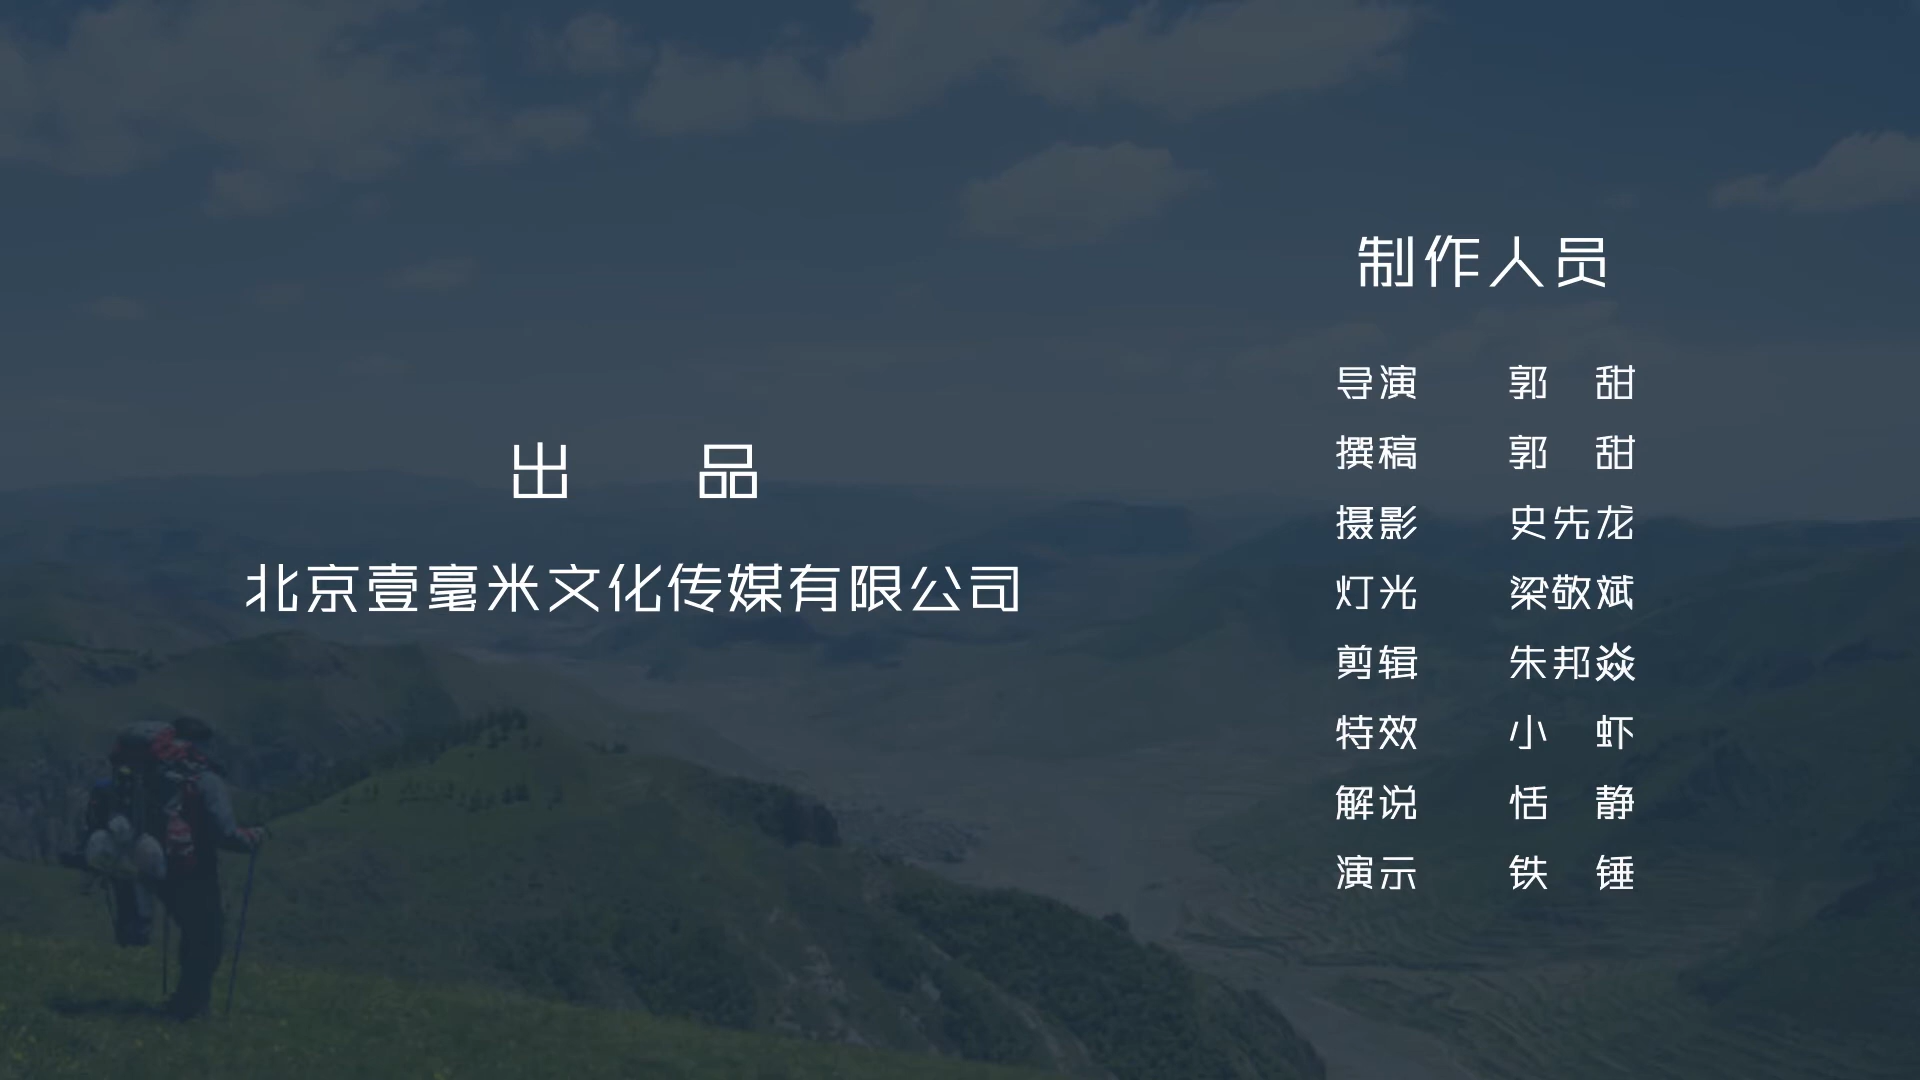 出 品
北京壹毫米文化传媒有限公司
制作人员
导演 郭 甜
撰稿 郭 甜
摄影 史先龙
灯光 梁敬斌
剪辑 朱邦焱
特效 小 虾
解说 恬 静
演示 铁 锤